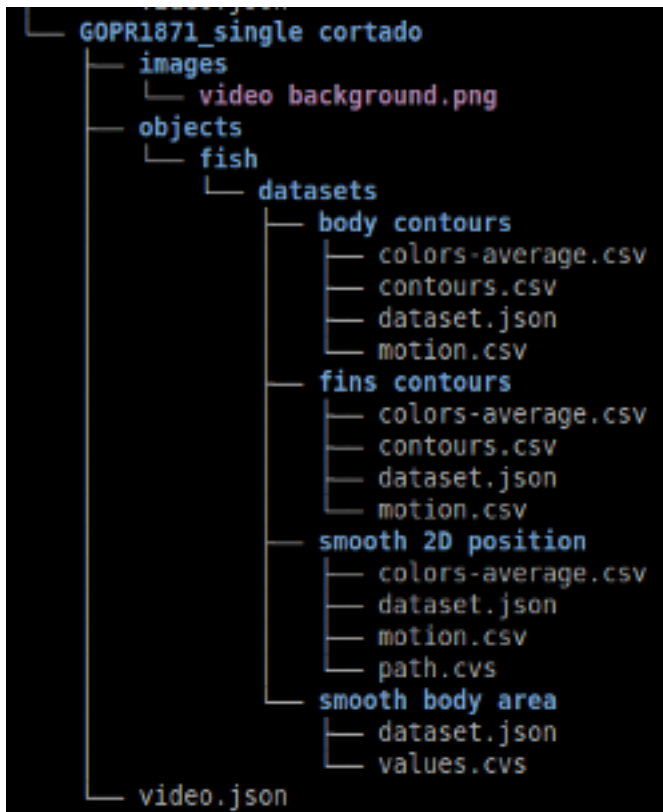 GOPR1871_single cortado
images
video background.png
objects
fish
datasets
body contours
colors-average.csv
contours.csv
dataset.json
motion.csv
fins contours
colors-average.csv
contours.csv
dataset.json
motion.csv
smooth 2D position
colors-average.csv
dataset.json
motion.csv
path.cvs
smooth body area
dataset.json
values.cvs
video.json